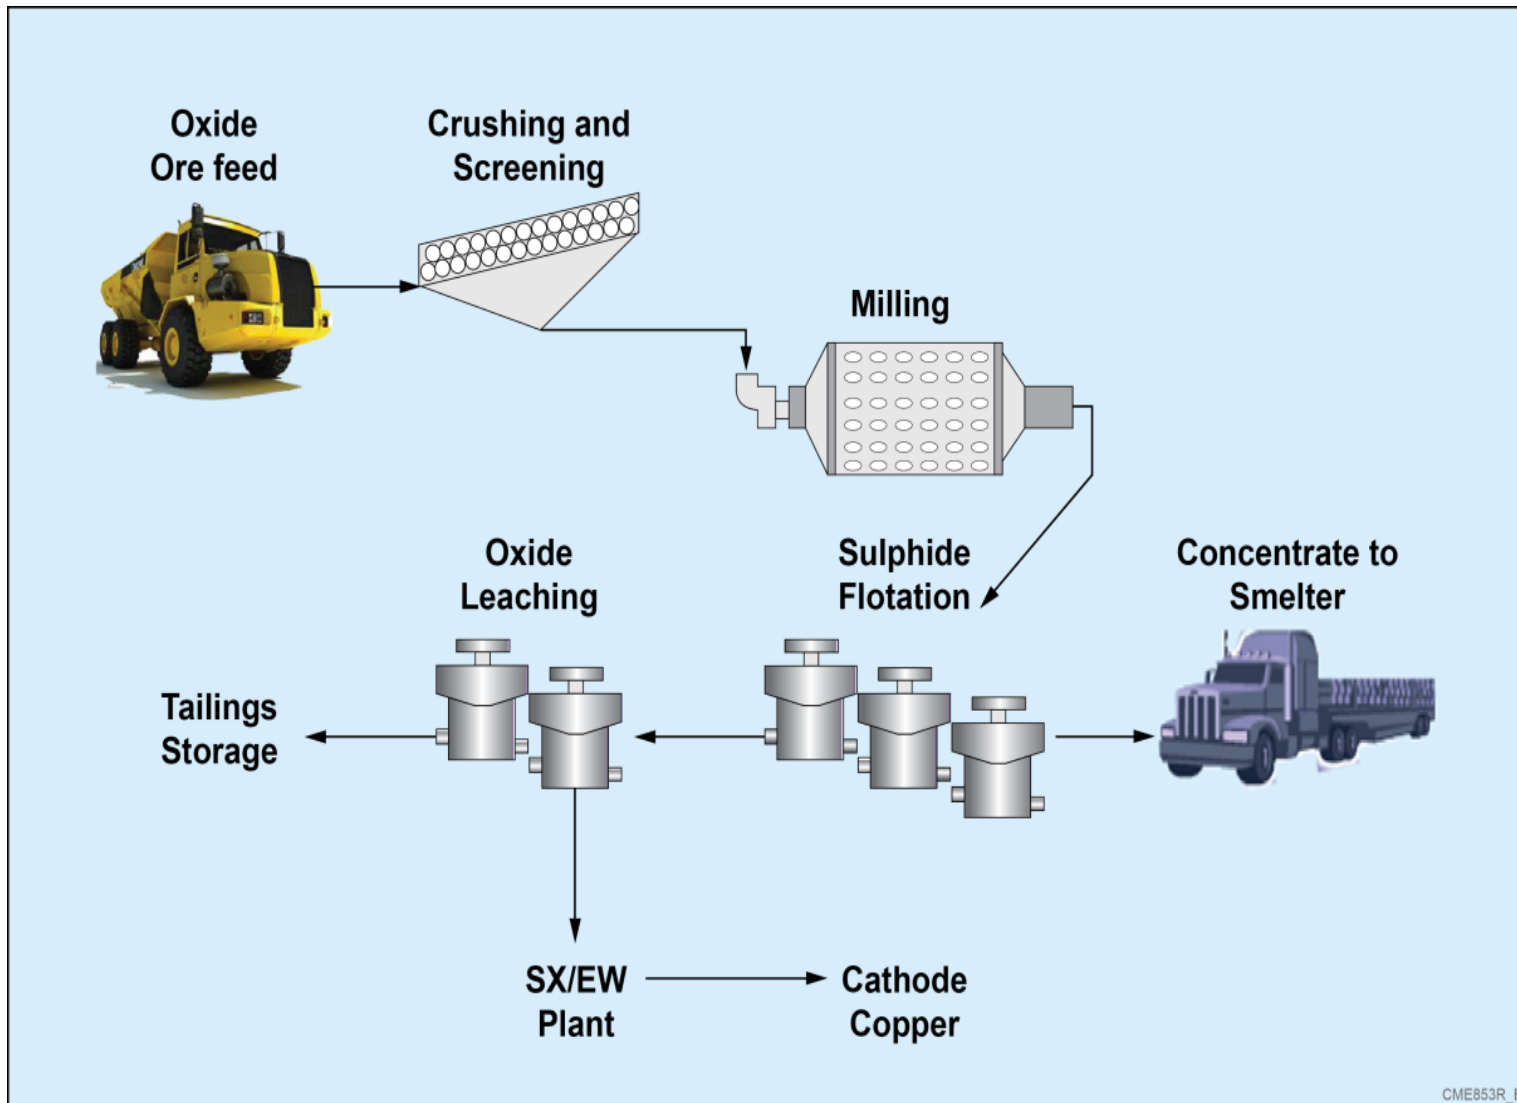 Oxide
Ore feed
Crushing and
Screening
Milling
Oxide
Leaching
Sulphide
Flotation
Concentrate to
Smelter
Tailings
Storage
SX/EW
Plant
Cathode
Copper